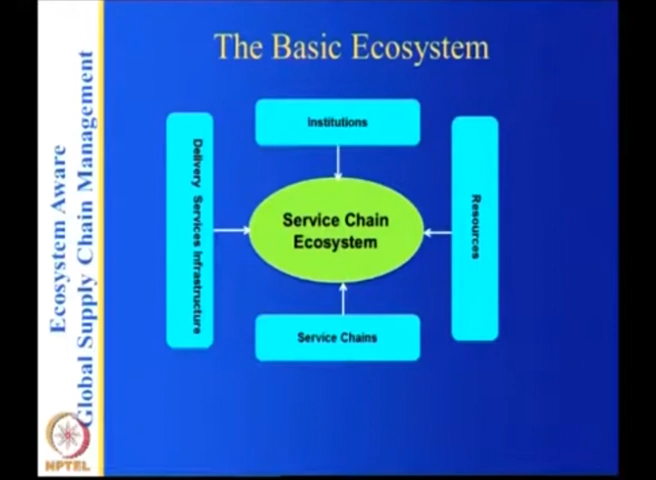 The Basic Ecosystem
Ecosystem Aware
Global Supply Chain Management
Institutions
Delivery Services Infrastructure
Service Chain
Ecosystem
Resources
Service Chains
NPTEL